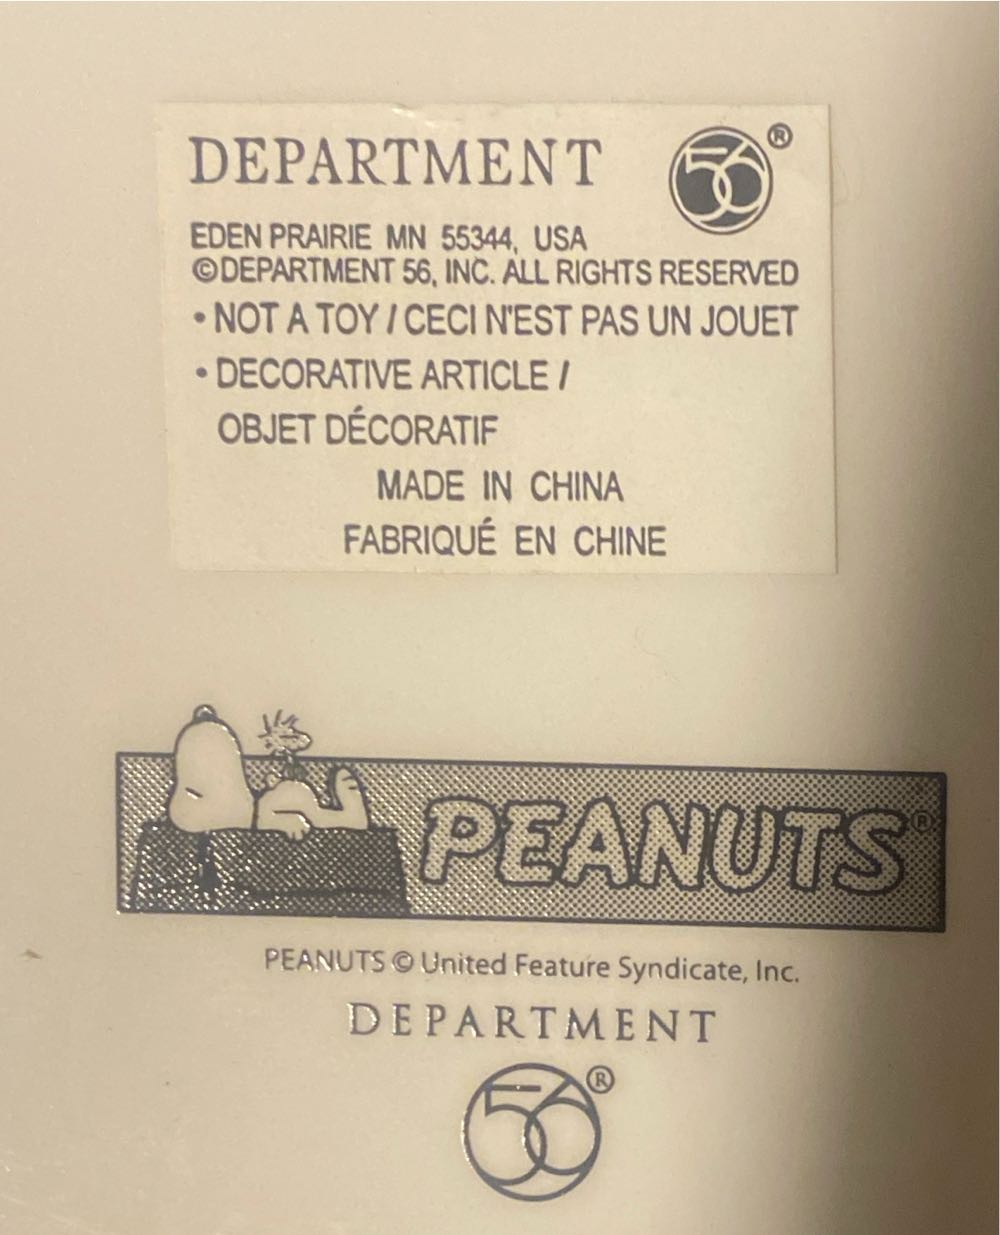 DEPARTMENT 56®
EDEN PRAIRIE MN 55344, USA
©DEPARTMENT 56, INC. ALL RIGHTS RESERVED
• NOT A TOY / CECI N'EST PAS UN JOUET
• DECORATIVE ARTICLE /
OBJET DÉCORATIF
MADE IN CHINA
FABRIQUÉ EN CHINE
PEANUTS®
PEANUTS © United Feature Syndicate, Inc.
DEPARTMENT
56®